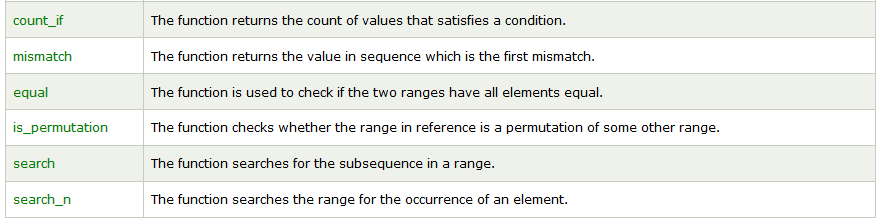 count_if The function returns the count of values that satisfies a condition.
mismatch The function returns the value in sequence which is the first mismatch.
equal The function is used to check if the two ranges have all elements equal.
is_permutation The function checks whether the range in reference is a permutation of some other range.
search The function searches for the subsequence in a range.
search_n The function searches the range for the occurrence of an element.